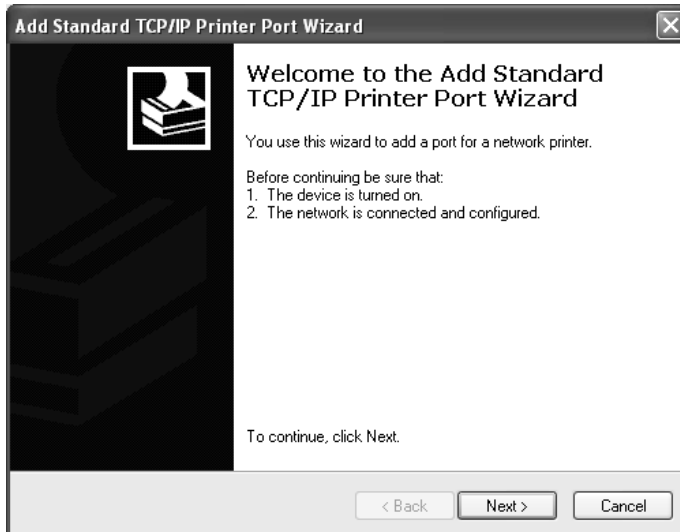 Add Standard TCP/IP Printer Port Wizard
Welcome to the Add Standard
TCP/IP Printer Port Wizard
You use this wizard to add a port for a network printer.
Before continuing be sure that:
1. The device is turned on.
2. The network is connected and configured.
To continue, click Next.
< Back Next > Cancel